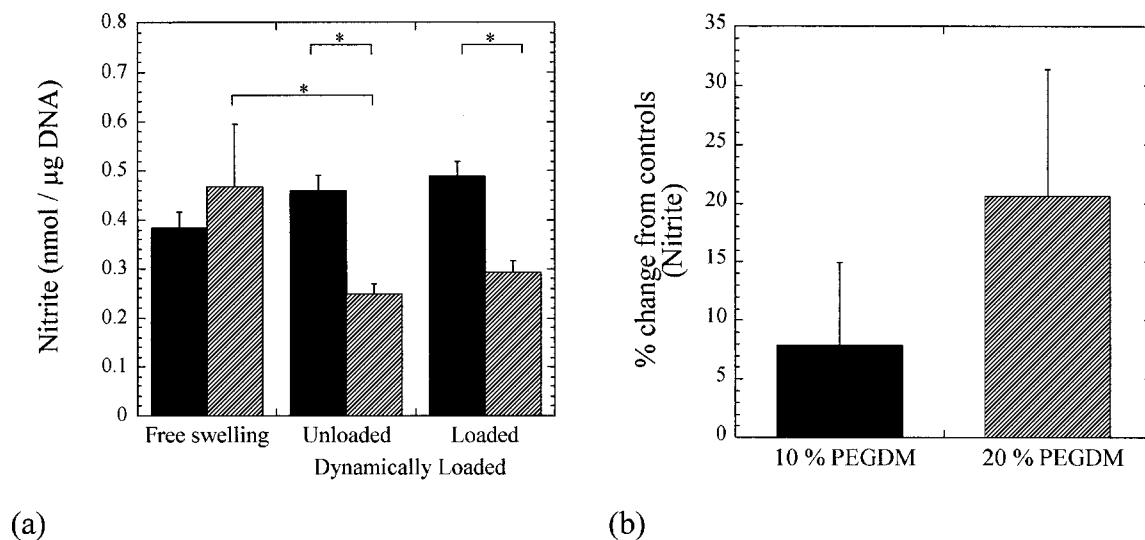 0.8
0.7
0.6
0.5
0.4
0.3
0.2
0.1
0
Nitrite (nmol / µg DNA)
*
*
*
Free swelling
Unloaded
Loaded
Dynamically Loaded
(a)
35
30
25
20
15
10
5
0
% change from controls
(Nitrite)
10 % PEGDM
20 % PEGDM
(b)